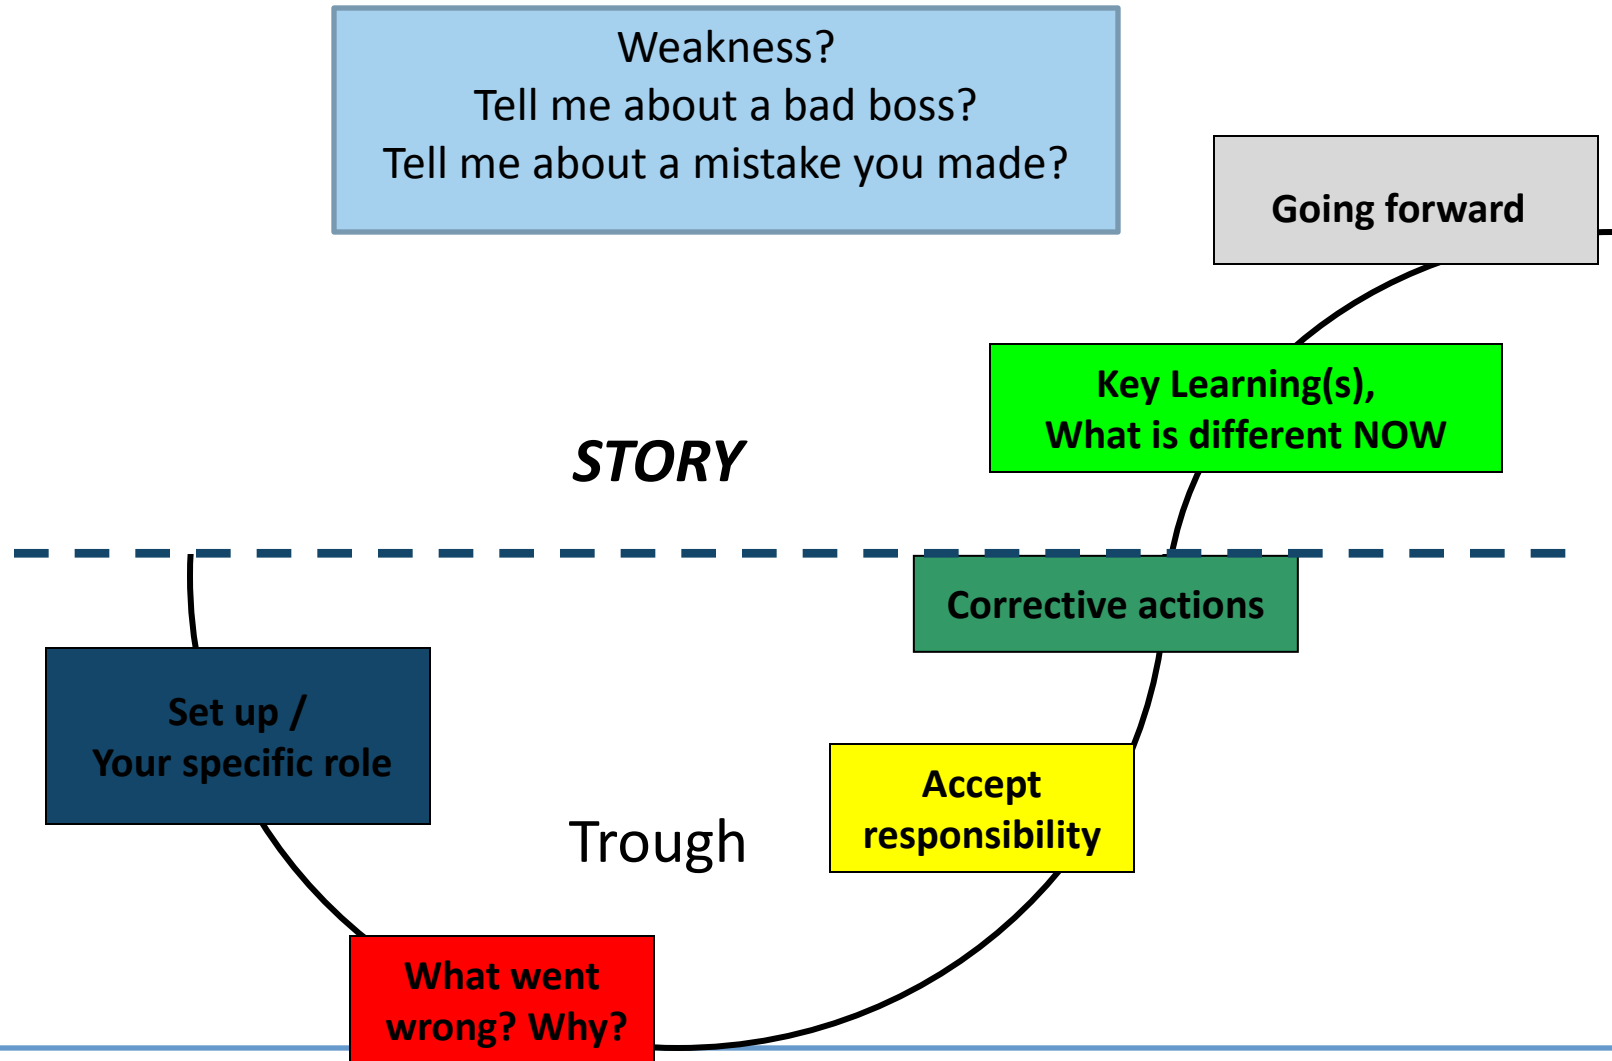 Weakness?
Tell me about a bad boss?
Tell me about a mistake you made?
Going forward
Key Learning(s),
What is different NOW
STORY
Corrective actions
Set up /
Your specific role
Accept
responsibility
Trough
What went
wrong? Why?